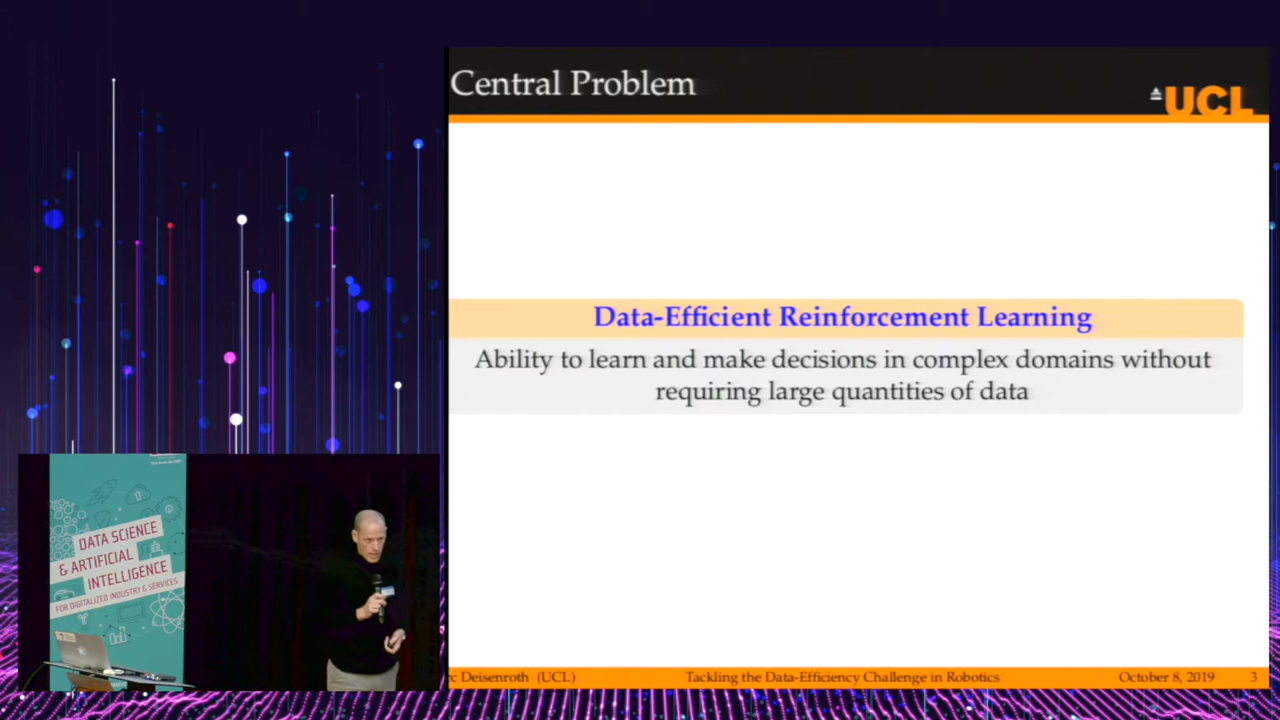 Central Problem
UCL
Data-Efficient Reinforcement Learning
Ability to learn and make decisions in complex domains without
requiring large quantities of data
DATA SCIENCE
& ARTIFICIAL
INTELLIGENCE
FOR DIGITALIZED INDUSTRY & SERVICES
Deisenroth (UCL)
Tackling the Data-Efficiency Challenge in Robotics
October 8, 2019
3